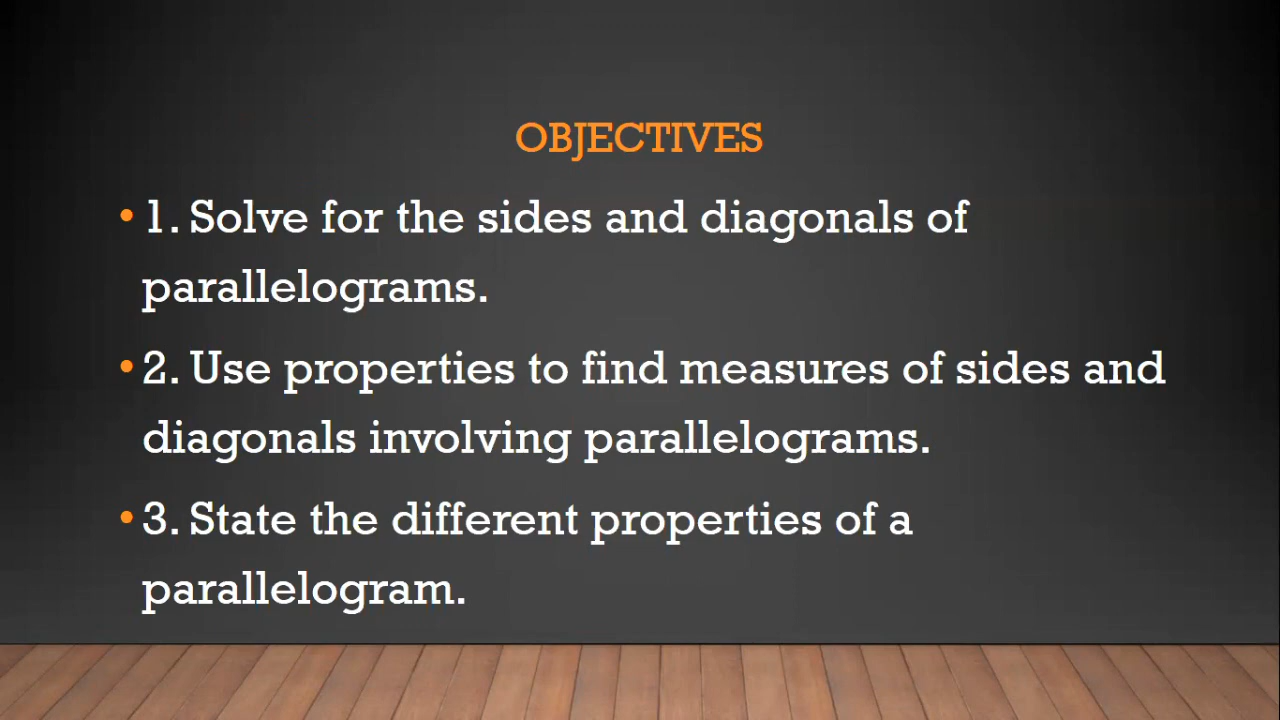 OBJECTIVES
• 1. Solve for the sides and diagonals of
parallelograms.
• 2. Use properties to find measures of sides and
diagonals involving parallelograms.
• 3. State the different properties of a
parallelogram.